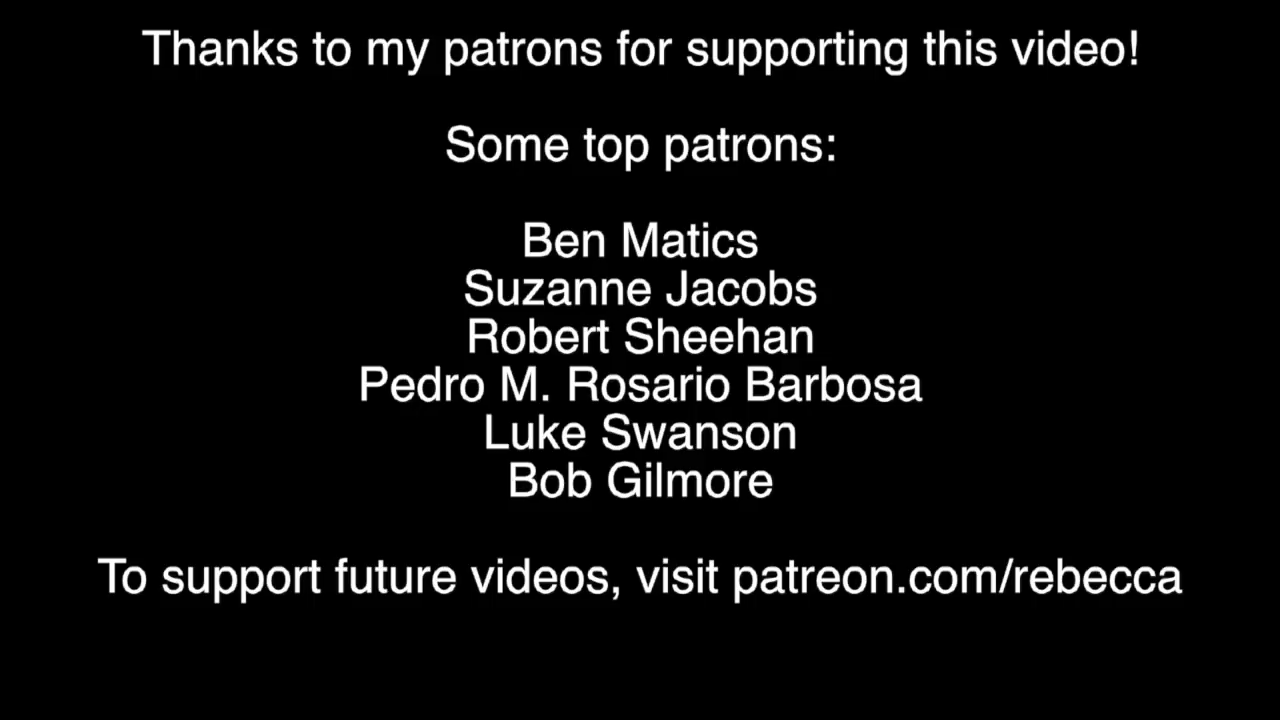 Thanks to my patrons for supporting this video!
Some top patrons:
Ben Matics
Suzanne Jacobs
Robert Sheehan
Pedro M. Rosario Barbosa
Luke Swanson
Bob Gilmore
To support future videos, visit patreon.com/rebecca